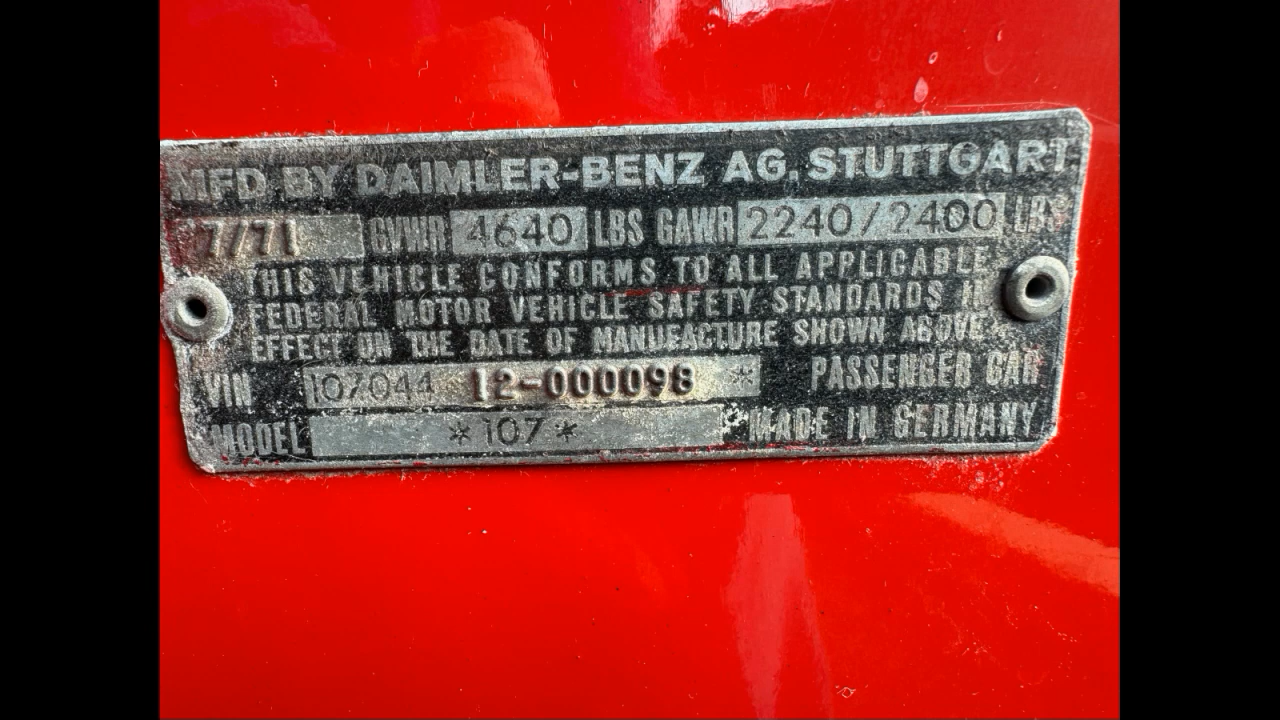 MFD BY DAIMLER-BENZ AG, STUTTGART
7/71 GVWR 4640 LBS GAWR 2240/2400 LBS
THIS VEHICLE CONFORMS TO ALL APPLICABLE
FEDERAL MOTOR VEHICLE SAFETY STANDARDS IN
EFFECT ON THE DATE OF MANUFACTURE SHOWN ABOVE
VIN 107044 12-000098 * PASSENGER CAR
MODEL *107* MADE IN GERMANY